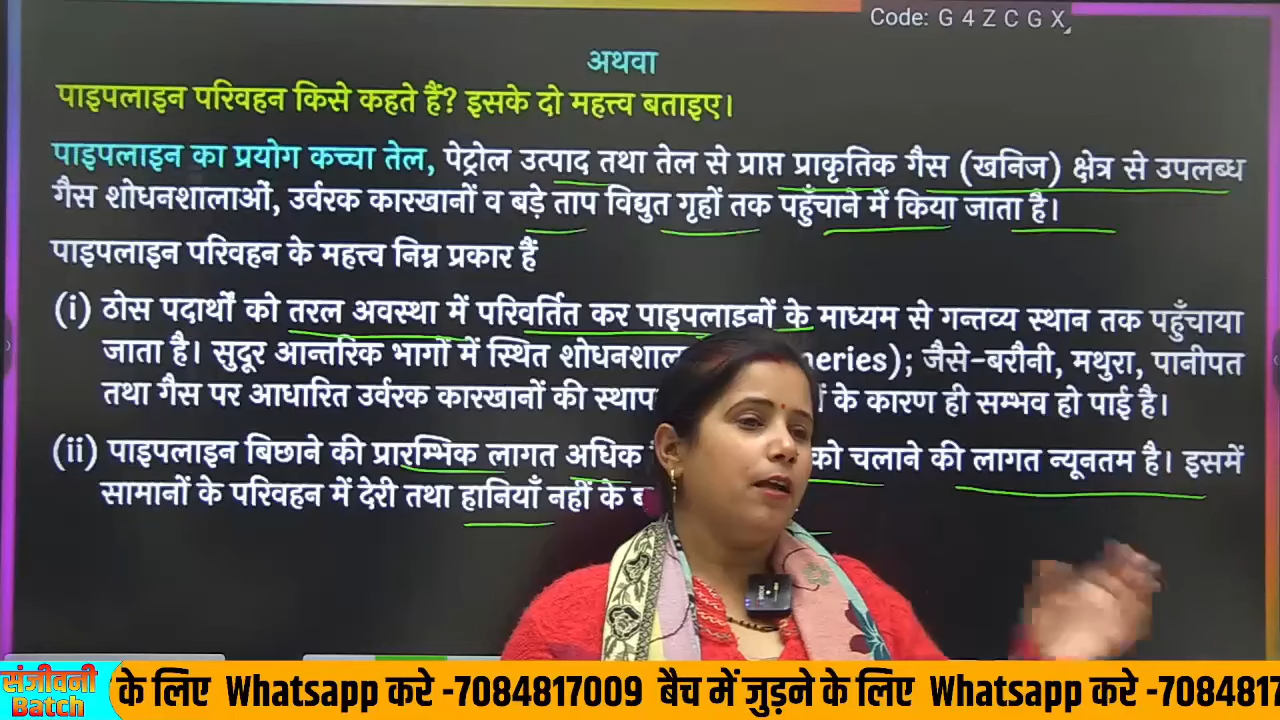 Code: G 4 Z C G X
अथवा
पाइपलाइन परिवहन किसे कहते हैं? इसके दो महत्त्व बताइए।
पाइपलाइन का प्रयोग कच्चा तेल, पेट्रोल उत्पाद तथा तेल से प्राप्त प्राकृतिक गैस (खनिज) क्षेत्र से उपलब्ध
गैस शोधनशालाओं, उर्वरक कारखानों व बड़े ताप विद्युत गृहों तक पहुँचाने में किया जाता है।
पाइपलाइन परिवहन के महत्त्व निम्न प्रकार हैं
(i) ठोस पदार्थों को तरल अवस्था में परिवर्तित कर पाइपलाइनों के माध्यम से गन्तव्य स्थान तक पहुँचाया
जाता है। सुदूर आन्तरिक भागों में स्थित शोधनशाल neries); जैसे-बरौनी, मथुरा, पानीपत
तथा गैस पर आधारित उर्वरक कारखानों की स्थाप के कारण ही सम्भव हो पाई है।
(ii) पाइपलाइन बिछाने की प्रारम्भिक लागत अधिक को चलाने की लागत न्यूनतम है। इसमें
सामानों के परिवहन में देरी तथा हानियाँ नहीं के ब
संजीवनी
Batch
के लिए Whatsapp करे -7084817009 बैच में जुड़ने के लिए Whatsapp करे -7084817